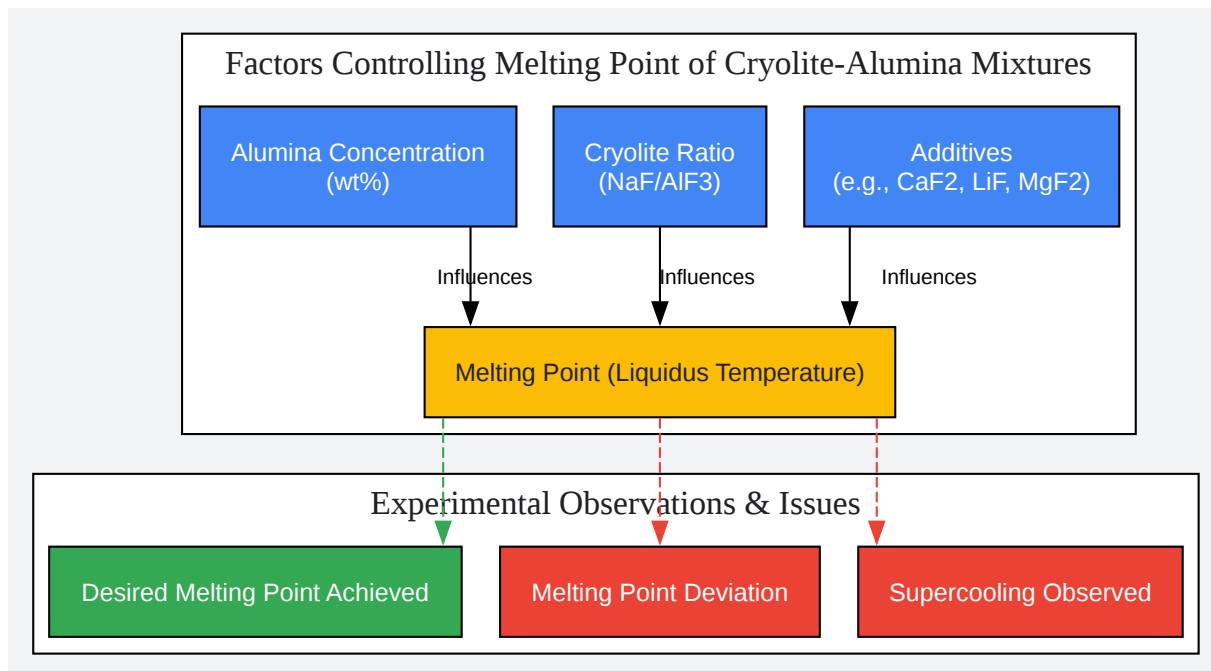 Factors Controlling Melting Point of Cryolite-Alumina Mixtures
Alumina Concentration
(wt%)
Cryolite Ratio
(NaF/AlF3)
Additives
(e.g., CaF2, LiF, MgF2)
Influences
Influences
Influences
Melting Point (Liquidus Temperature)
Experimental Observations & Issues
Desired Melting Point Achieved
Melting Point Deviation
Supercooling Observed